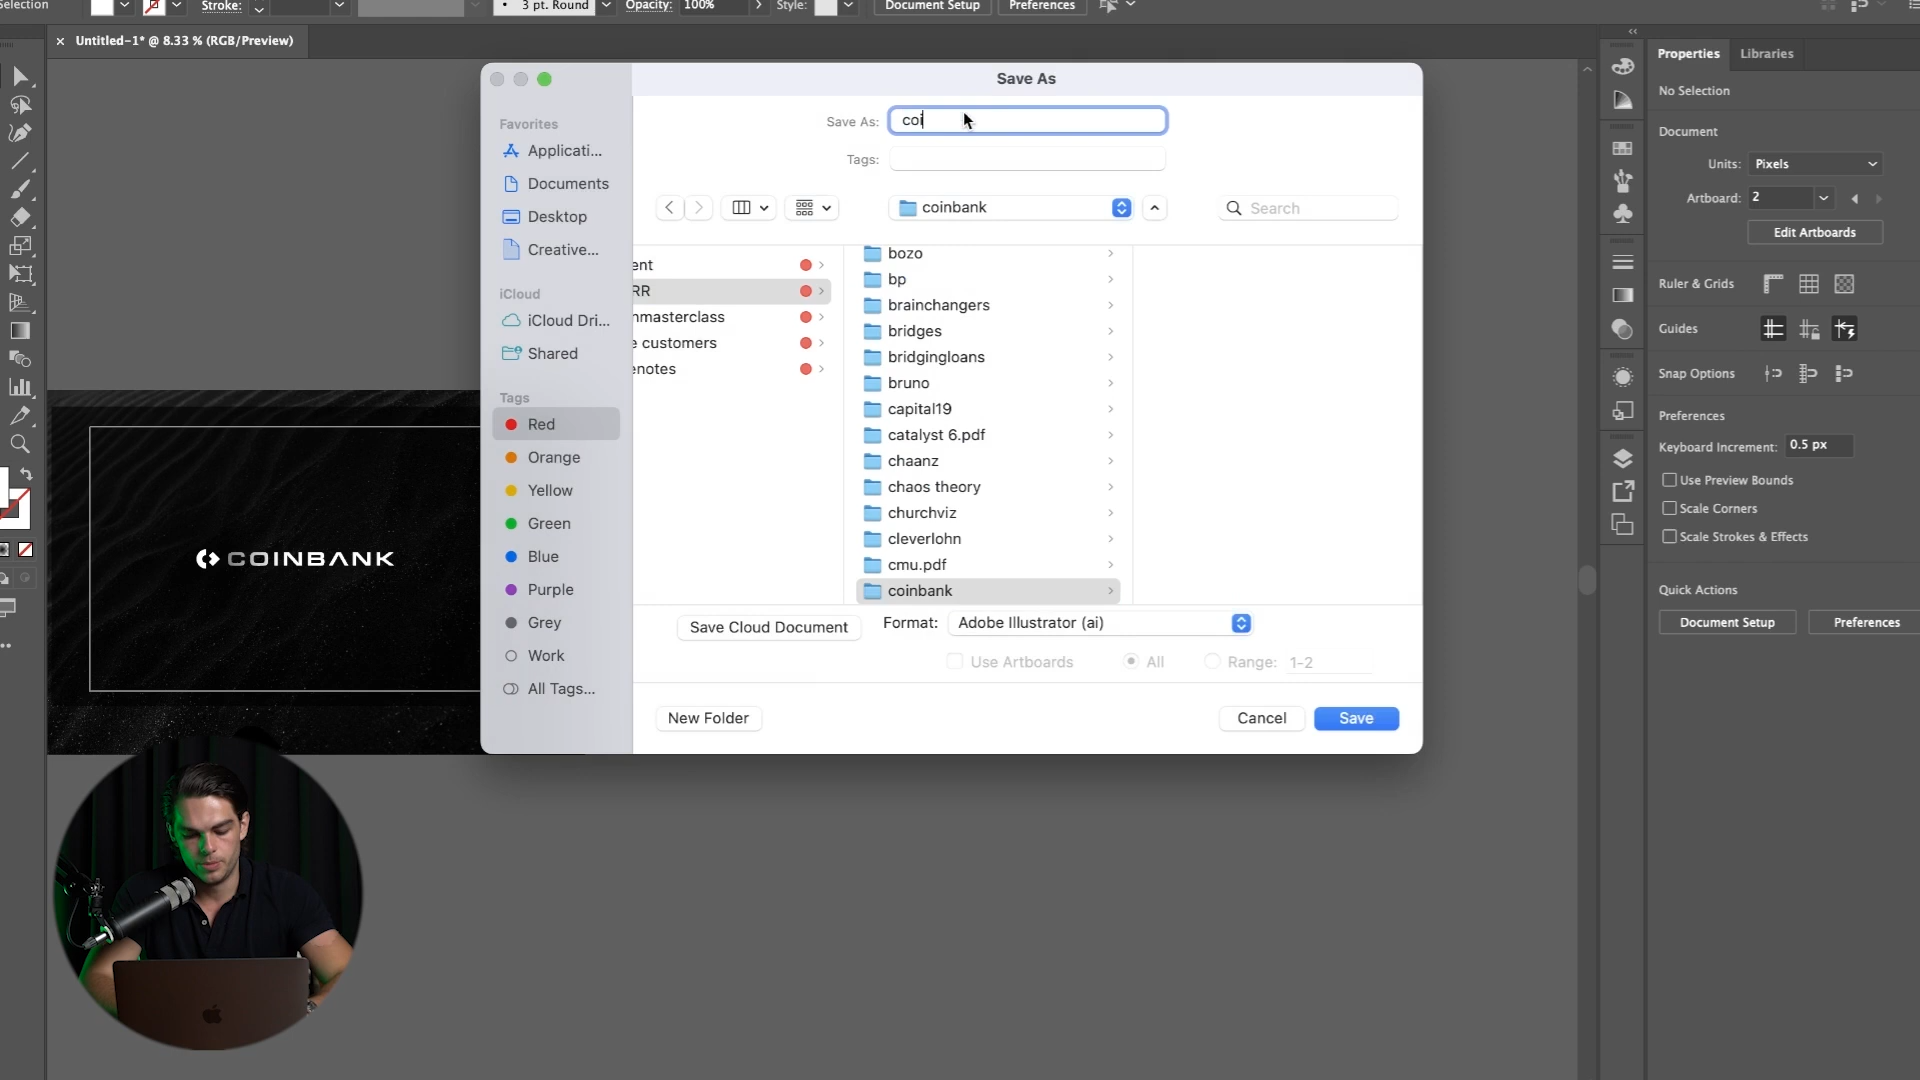 Selection
Stroke:
3 pt. Round
Opacity:
100%
Style:
Document Setup
Preferences
Untitled-1* @ 8.33 % (RGB/Preview)
Save As
Favorites
Applicati...
Documents
Desktop
Creative...
iCloud
iCloud Dri...
Shared
Tags
Red
Orange
Yellow
Green
Blue
Purple
Grey
Work
All Tags...
Save As: coi
Tags:
coinbank
Search
ent
RR
nmasterclass
e customers
enotes
bozo
bp
brainchangers
bridges
bridgingloans
bruno
capital19
catalyst 6.pdf
chaanz
chaos theory
churchviz
cleverlohn
cmu.pdf
coinbank
Save Cloud Document
Format: Adobe Illustrator (ai)
Use Artboards
All
Range: 1-2
New Folder
Cancel
Save
COINBANK
Properties
Libraries
No Selection
Document
Units: Pixels
Artboard: 2
Edit Artboards
Ruler & Grids
Guides
Snap Options
Preferences
Keyboard Increment: 0.5 px
Use Preview Bounds
Scale Corners
Scale Strokes & Effects
Quick Actions
Document Setup
Preferences